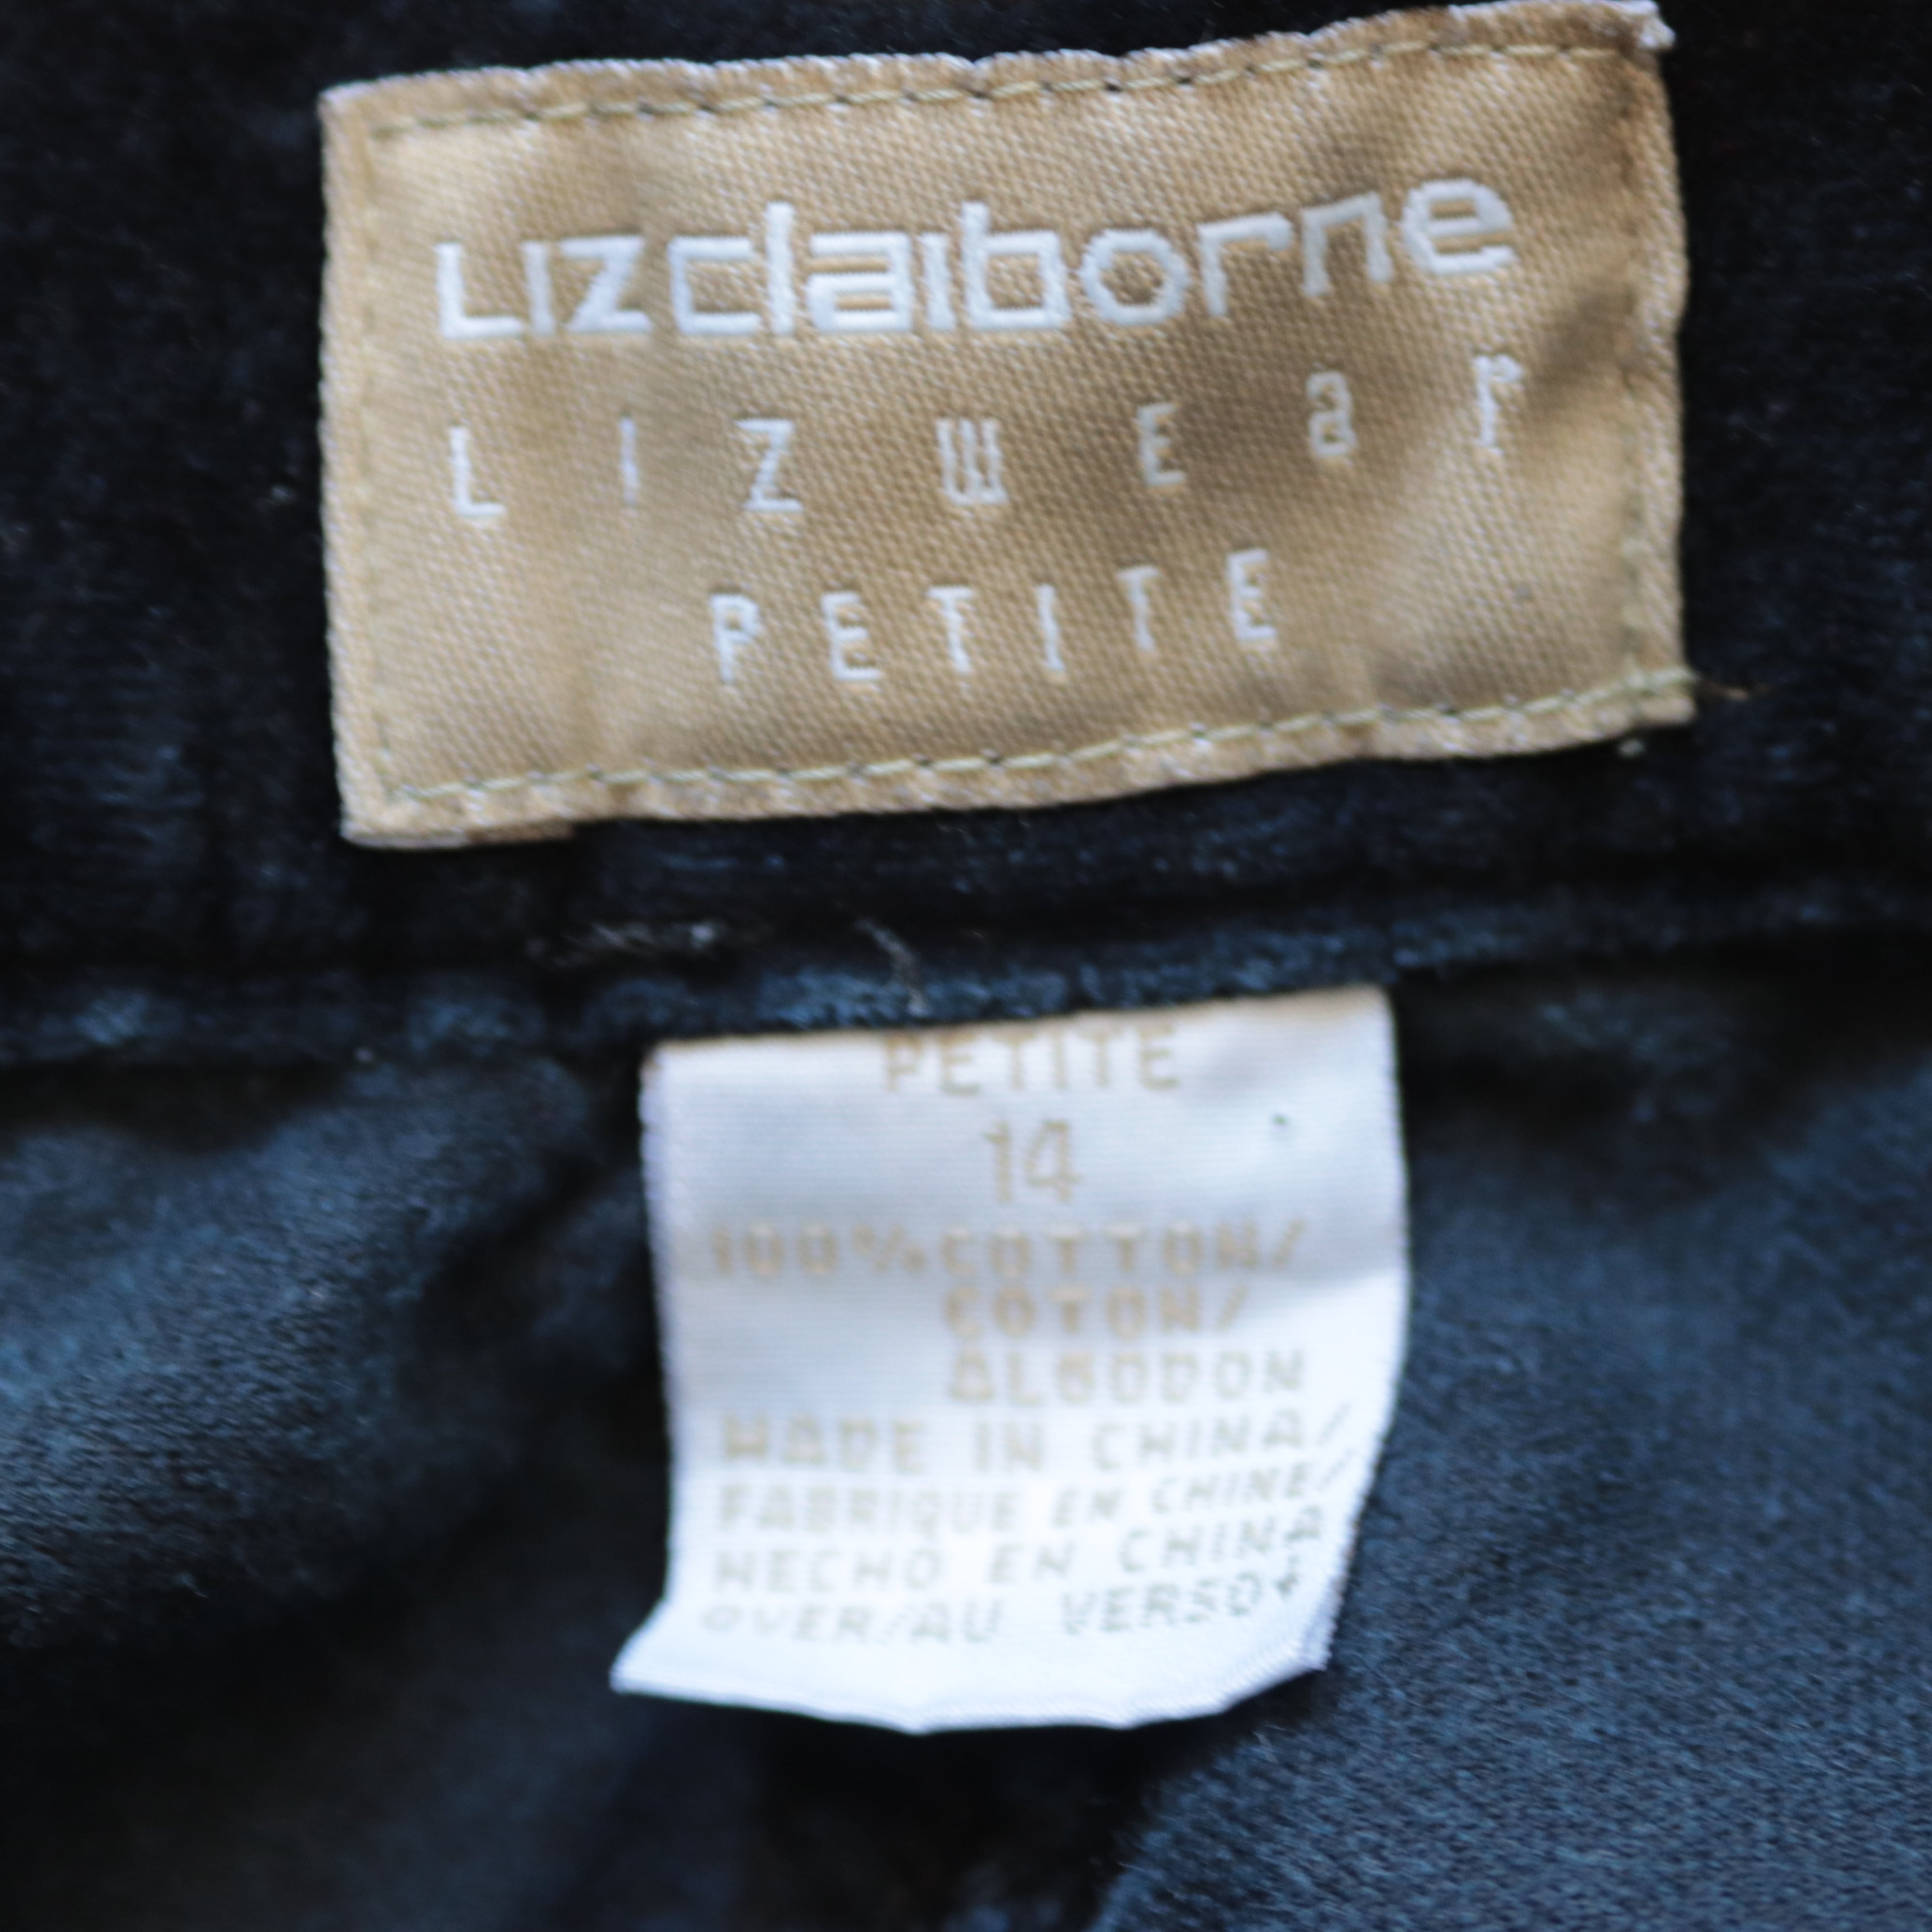 Lizclaiborne
LIZWEAR
PETITE
PETITE
14
100% COTTON/
COTON/
ALGODON
MADE IN CHINA/
FABRIQUE EN CHINE/
HECHO EN CHINA
OVER/AU VERSO